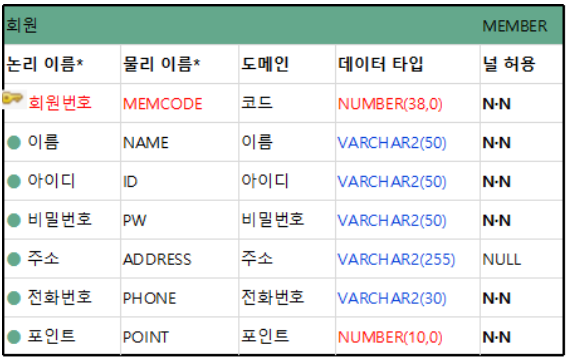 회원 MEMBER
논리 이름* 물리 이름* 도메인 데이터 타입 널 허용
회원번호 MEMCODE 코드 NUMBER(38,0) N·N
이름 NAME 이름 VARCHAR2(50) N·N
아이디 ID 아이디 VARCHAR2(50) N·N
비밀번호 PW 비밀번호 VARCHAR2(50) N·N
주소 ADDRESS 주소 VARCHAR2(255) NULL
전화번호 PHONE 전화번호 VARCHAR2(30) N·N
포인트 POINT 포인트 NUMBER(10,0) N·N